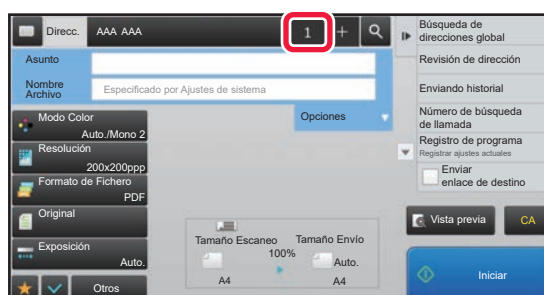 Direcc.
AAA AAA
1
Asunto
Nombre
Archivo
Especificado por Ajustes de sistema
Opciones
Modo Color
Auto./Mono 2
Resolución
200x200ppp
Formato de Fichero
PDF
Original
Exposición
Auto.
Otros
Tamaño Escaneo
Tamaño Envío
100%
Auto.
A4
A4
Búsqueda de
direcciones global
Revisión de dirección
Enviando historial
Número de búsqueda
de llamada
Registro de programa
Registrar ajustes actuales
Enviar
enlace de destino
Vista previa
CA
Iniciar